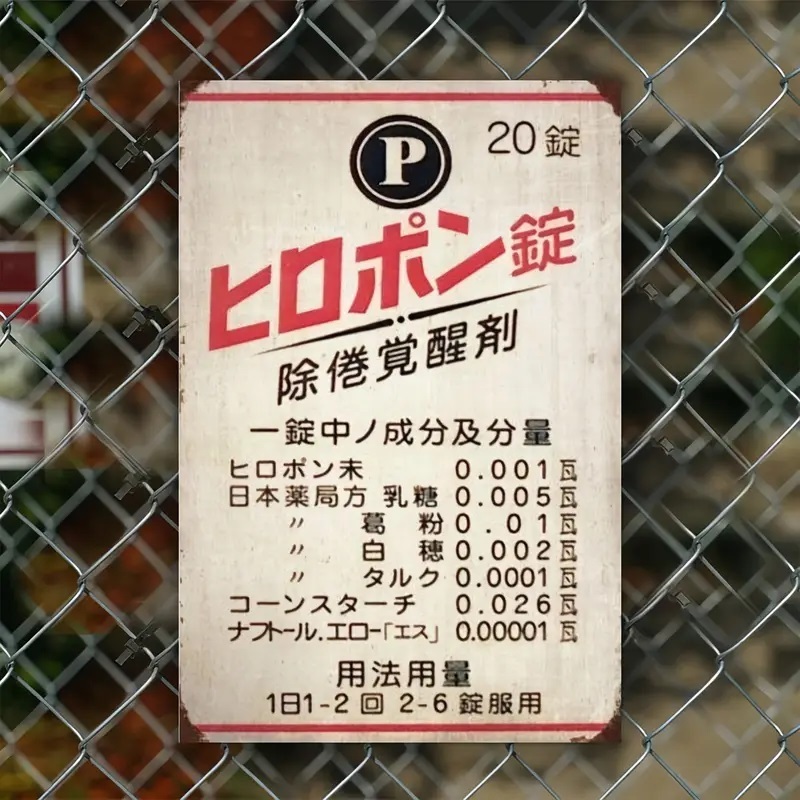 P
20錠
ヒロポン錠
除倦覚醒剤
一錠中ノ成分及分量
ヒロポン末 0.001瓦
日本薬局方 乳糖 0.005瓦
〃 葛粉 0.01瓦
〃 白穂 0.002瓦
〃 タルク 0.0001瓦
コーンスターチ 0.026瓦
ナフトール.エロー「エス」 0.00001瓦
用法用量
1日1-2回 2-6錠服用